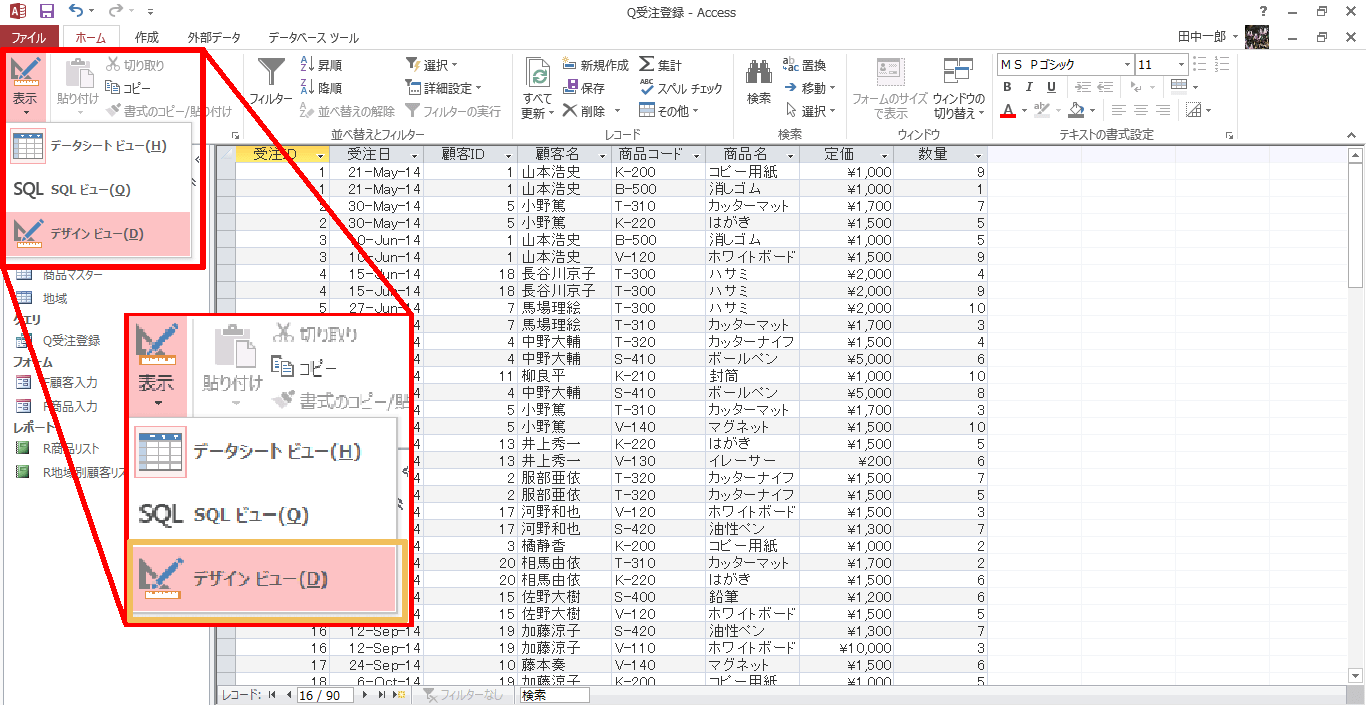 Q受注登録 - Access
ファイル ホーム 作成 外部データ データベース ツール 田中一郎
表示
貼り付け
切り取り
コピー
書式のコピー/貼り付け
フィルター
昇順
降順
並べ替えの解除
選択
詳細設定
フィルターの実行
並べ替えとフィルター
すべて
更新
新規作成
保存
削除
集計
スペル チェック
その他
レコード
検索
置換
移動
選択
検索
フォームのサイズ
で表示
ウィンドウの
切り替え
ウィンドウ
MS Pゴシック 11
B I U
テキストの書式設定
データシート ビュー(H)
SQL SQL ビュー(Q)
デザイン ビュー(D)
商品マスター
地域
クエリ
Q受注登録
フォーム
F顧客入力
F商品入力
レポート
R商品リスト
R地域別顧客リス
表示
貼り付け
切り取り
コピー
書式のコピー/貼
データシート ビュー(H)
SQL SQL ビュー(Q)
デザイン ビュー(D)
受注ID 受注日 顧客ID 顧客名 商品コード 商品名 定価 数量
1 21-May-14 1 山本浩史 K-200 コピー用紙 ¥1,000 9
1 21-May-14 1 山本浩史 B-500 消しゴム ¥1,000 1
2 30-May-14 5 小野篤 T-310 カッターマット ¥1,700 7
2 30-May-14 5 小野篤 K-220 はがき ¥1,500 5
3 10-Jun-14 1 山本浩史 B-500 消しゴム ¥1,000 5
3 10-Jun-14 1 山本浩史 V-120 ホワイトボード ¥1,500 9
4 15-Jun-14 18 長谷川京子 T-300 ハサミ ¥2,000 4
4 15-Jun-14 18 長谷川京子 T-300 ハサミ ¥2,000 9
5 27-Jun-14 7 馬場理絵 T-300 ハサミ ¥2,000 10
4 7 馬場理絵 T-310 カッターマット ¥1,700 3
4 4 中野大輔 T-320 カッターナイフ ¥1,500 4
4 4 中野大輔 S-410 ボールペン ¥5,000 6
4 11 柳良平 K-210 封筒 ¥1,000 10
4 4 中野大輔 S-410 ボールペン ¥5,000 8
4 5 小野篤 T-310 カッターマット ¥1,700 3
4 5 小野篤 V-140 マグネット ¥1,500 10
4 13 井上秀一 K-220 はがき ¥1,500 5
4 13 井上秀一 V-130 イレーサー ¥200 6
4 2 服部亜依 T-320 カッターナイフ ¥1,500 7
4 2 服部亜依 T-320 カッターナイフ ¥1,500 5
4 17 河野和也 V-120 ホワイトボード ¥1,500 3
4 17 河野和也 S-420 油性ペン ¥1,300 7
4 3 橘静香 K-200 コピー用紙 ¥1,000 2
4 20 相馬由依 T-310 カッターマット ¥1,700 2
4 20 相馬由依 K-220 はがき ¥1,500 6
4 15 佐野大樹 S-400 鉛筆 ¥1,200 6
4 15 佐野大樹 V-120 ホワイトボード ¥1,500 5
16 12-Sep-14 19 加藤涼子 S-420 油性ペン ¥1,300 7
16 12-Sep-14 19 加藤涼子 V-110 ホワイトボード ¥10,000 3
17 24-Sep-14 10 藤本奏 V-140 マグネット ¥1,500 6
18 6-Oct-14 19 加藤涼子 K-200 コピー用紙 ¥1,000 5
レコード: 16 / 90 フィルターなし 検索